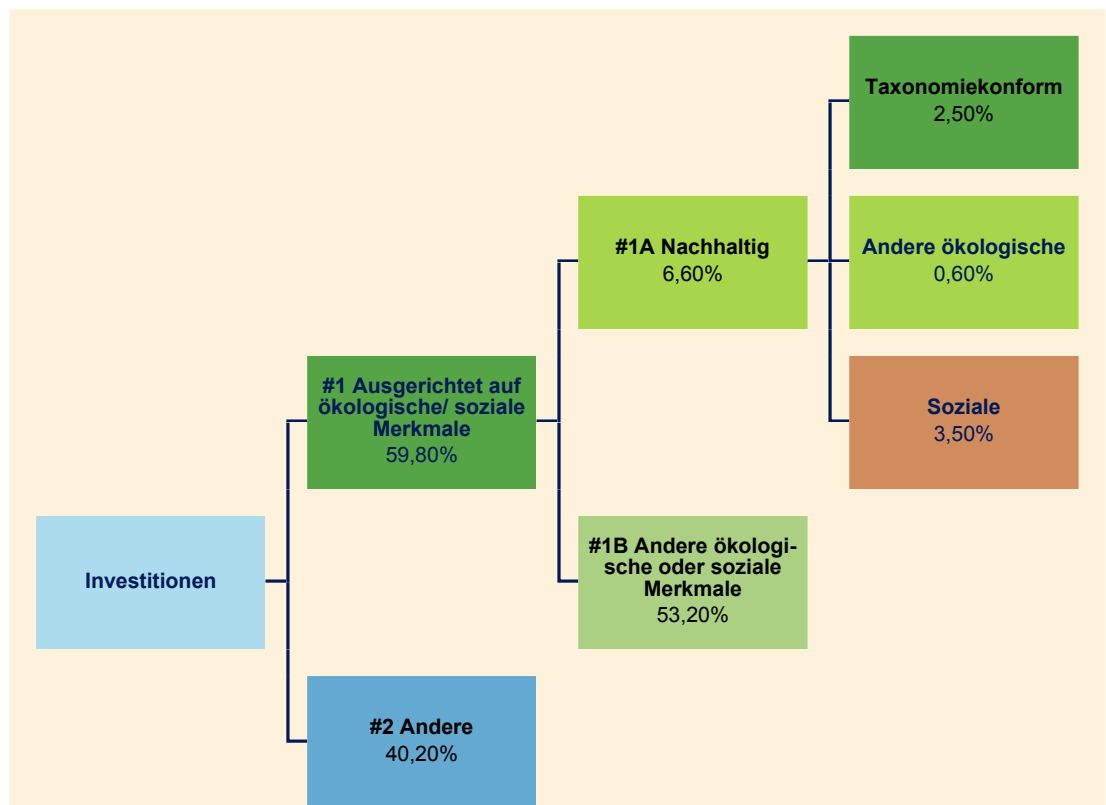 Taxonomiekonform
2,50%
#1A Nachhaltig
6,60%
Andere ökologische
0,60%
#1 Ausgerichtet auf
ökologische/ soziale
Merkmale
59,80%
Soziale
3,50%
Investitionen
#1B Andere ökologi-
sche oder soziale
Merkmale
53,20%
#2 Andere
40,20%